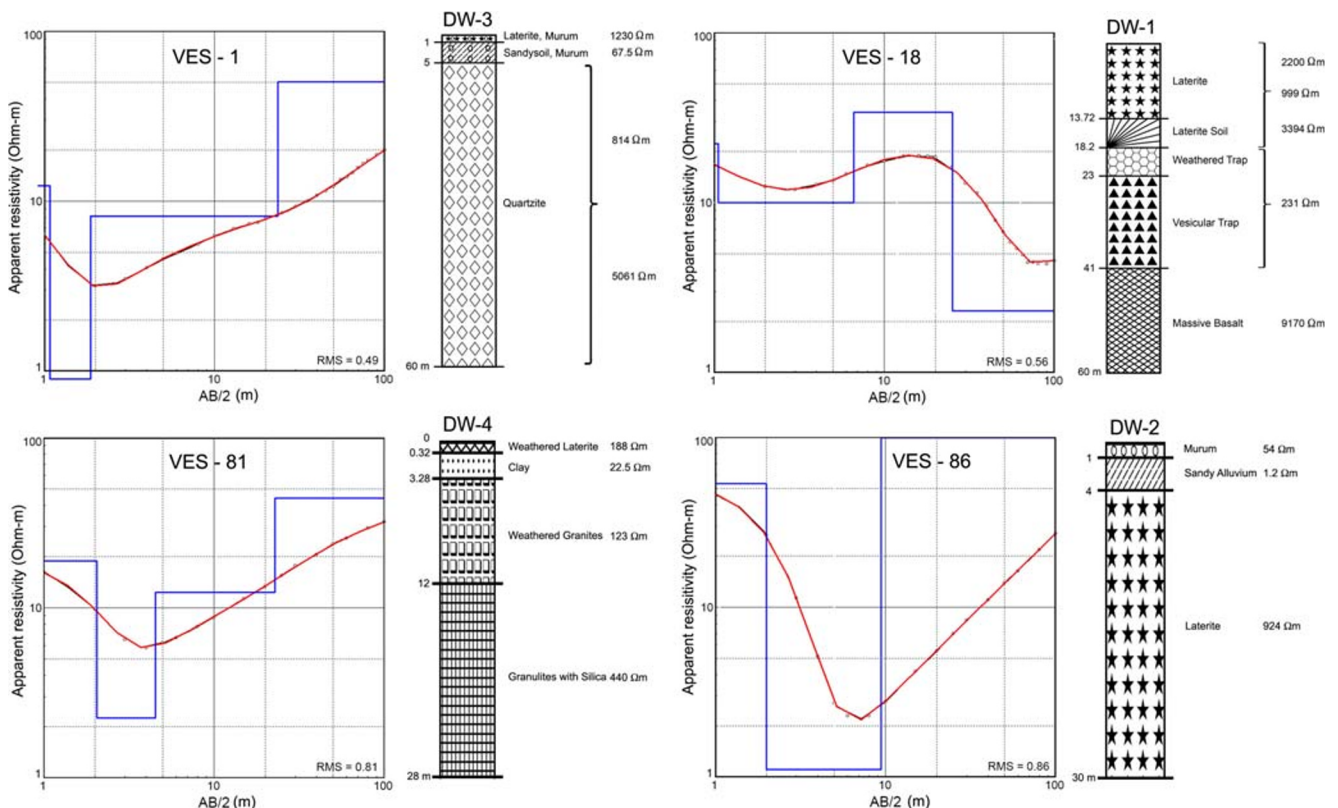 VES - 1
100
10
1
1
10
100
Apparent resistivity (Ohm-m)
AB/2 (m)
RMS = 0.49
DW-3
1
5
60 m
Laterite, Murum 1230 Ωm
Sandysoil, Murum 67.5 Ωm
Quartzite
814 Ωm
5061 Ωm
VES - 18
100
10
1
1
10
100
Apparent resistivity (Ohm-m)
AB/2 (m)
RMS = 0.56
DW-1
13.72
18.2
23
41
60 m
Laterite
Laterite Soil
Weathered Trap
Vesicular Trap
Massive Basalt
2200 Ωm
999 Ωm
3394 Ωm
231 Ωm
9170 Ωm
VES - 81
100
10
1
1
10
100
Apparent resistivity (Ohm-m)
AB/2 (m)
RMS = 0.81
DW-4
0
0.32
3.28
12
28 m
Weathered Laterite 188 Ωm
Clay 22.5 Ωm
Weathered Granites 123 Ωm
Granulites with Silica 440 Ωm
VES - 86
100
10
1
1
10
100
Apparent resisitivity (Ohm-m)
AB/2 (m)
RMS = 0.86
DW-2
1
4
30 m
Murum 54 Ωm
Sandy Alluvium 1.2 Ωm
Laterite 924 Ωm